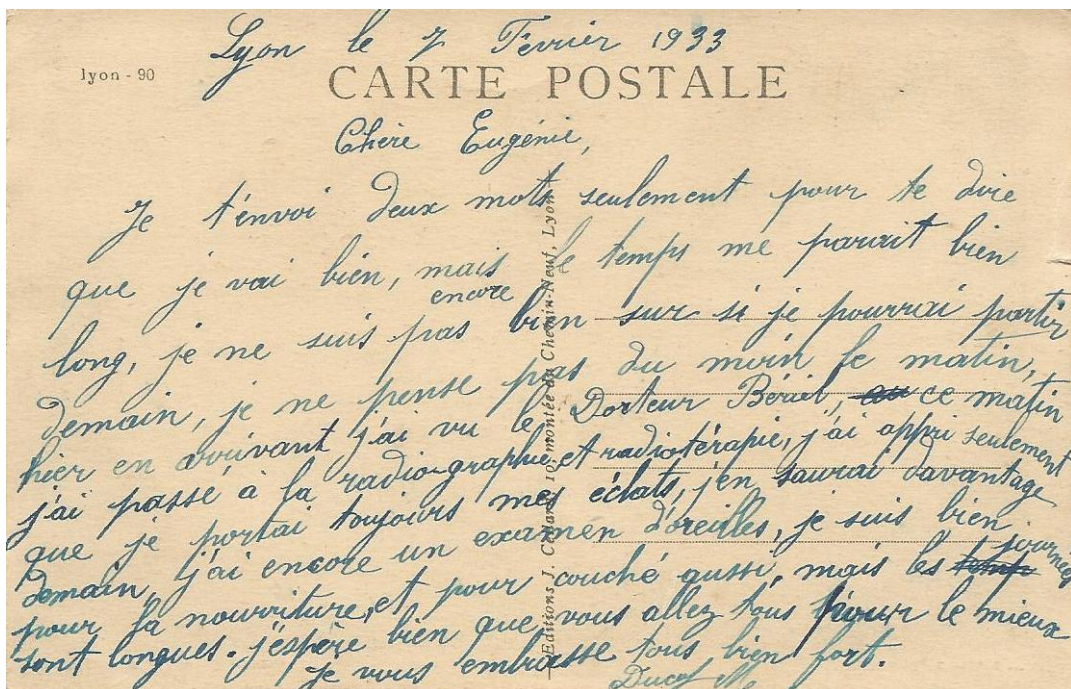 Lyon le 7 Février 1933
lyon - 90
CARTE POSTALE
Chère Eugénie,
Je t'envoi deux mots seulement pour te dire
que je vai bien, mais le temps me parait bien
encore
long, je ne suis pas bien sur si je pourrai partir
demain, je ne pense pas du moin le matin,
hier en arrivant j'ai vu le Docteur Bériel, ce matin
j'ai passé à la radiographie, et radiotérapie, j'ai appri seulement
que je portai toujours mes éclats, j'en saurai davantage
demain, j'ai encore un examen d'oreilles, je suis bien
pour la nourriture, et pour couché aussi, mais les journées
sont longues. j'espère bien que vous allez tous pour le mieux
je vous embrasse tous bien fort.
M.
Editions J. 10, montée du Chemin-Neuf, Lyon